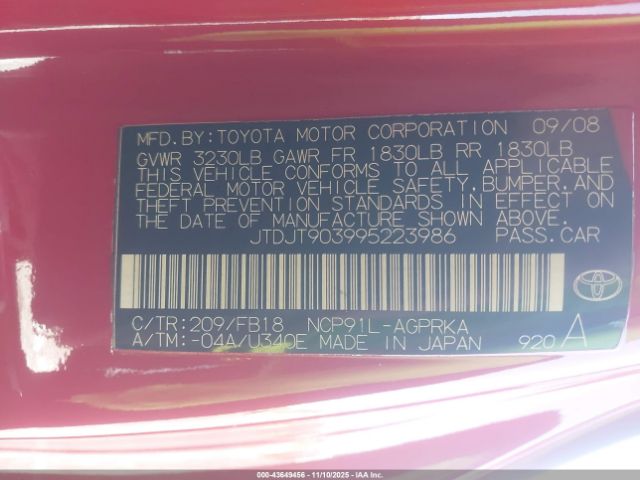 MFD. BY: TOYOTA MOTOR CORPORATION 09/08
GVWR 3230LB GAWR FR 1830LB RR 1830LB
THIS VEHICLE CONFORMS TO ALL APPLICABLE
FEDERAL MOTOR VEHICLE SAFETY, BUMPER, AND
THEFT PREVENTION STANDARDS IN EFFECT ON
THE DATE OF MANUFACTURE SHOWN ABOVE.
JTDJT903995223986 PASS. CAR
C/TR: 209/FB18 NCP91L-AGPRKA
A/TM: -04A/U340E MADE IN JAPAN 920 A
TOYOTA
000-43649456 - 11/10/2025 - IAAI. Inc.